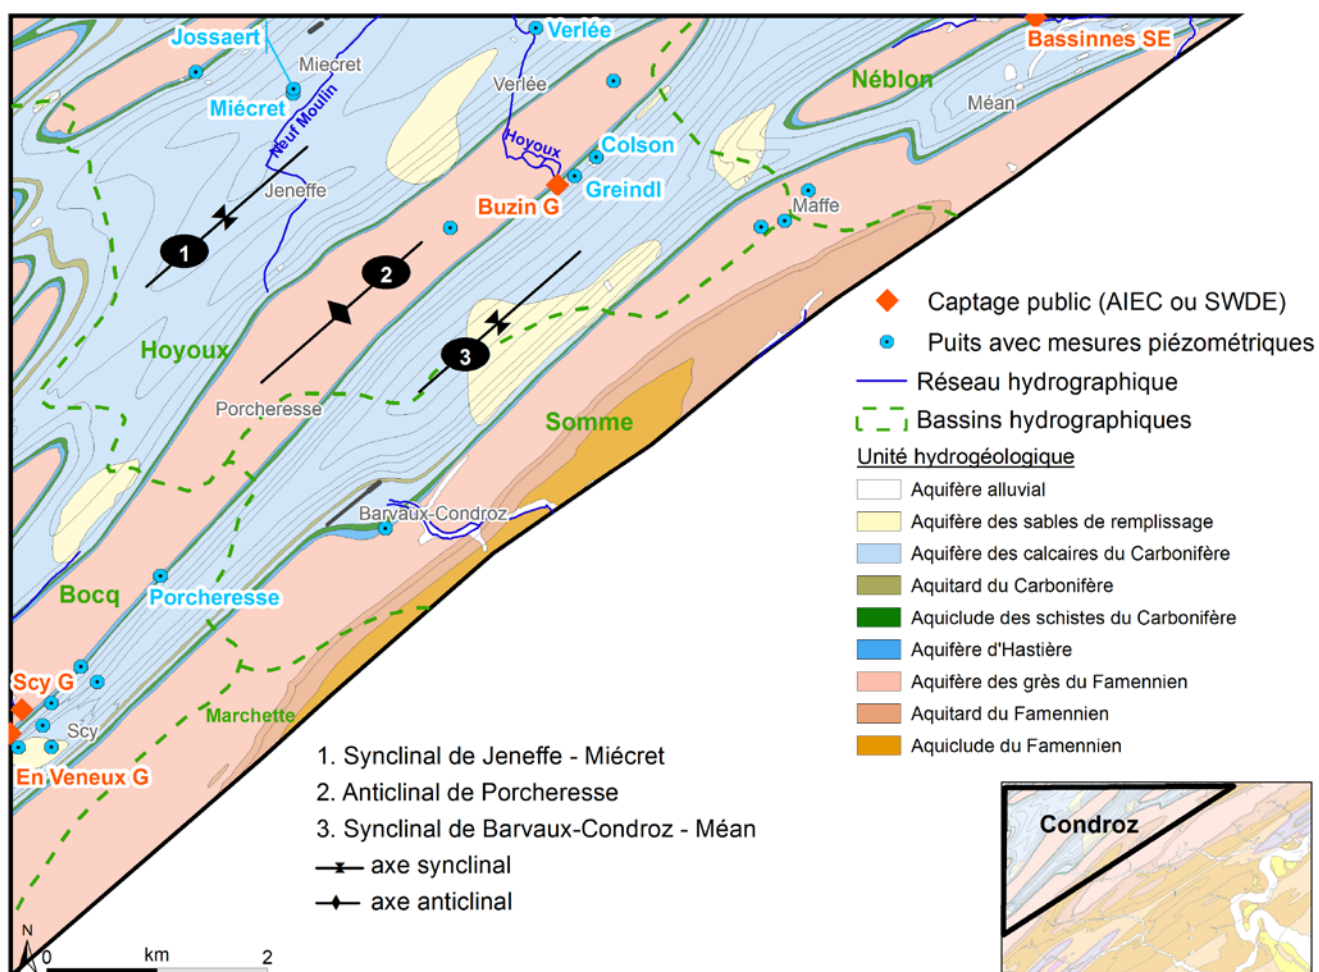 Jossaert
Miecret
Miécret
Neuf Moulin
Jeneffe
Verlée
Verlée
Hoyoux
Colson
Greindl
Buzin G
Bassinnes SE
Néblon
Méan
Maffe
1
2
3
Hoyoux
Porcheresse
Somme
Barvaux-Condroz
Bocq
Porcheresse
Scy G
Scy
En Veneux G
Marchette
Captage public (AIEC ou SWDE)
Puits avec mesures piézométriques
Réseau hydrographique
Bassins hydrographiques
Unité hydrogéologique
Aquifère alluvial
Aquifère des sables de remplissage
Aquifère des calcaires du Carbonifère
Aquitard du Carbonifère
Aquiclude des schistes du Carbonifère
Aquifère d'Hastière
Aquifère des grès du Famennien
Aquitard du Famennien
Aquiclude du Famennien
1. Synclinal de Jeneffe - Miécret
2. Anticlinal de Porcheresse
3. Synclinal de Barvaux-Condroz - Méan
axe synclinal
axe anticlinal
Condroz
N
0 km 2